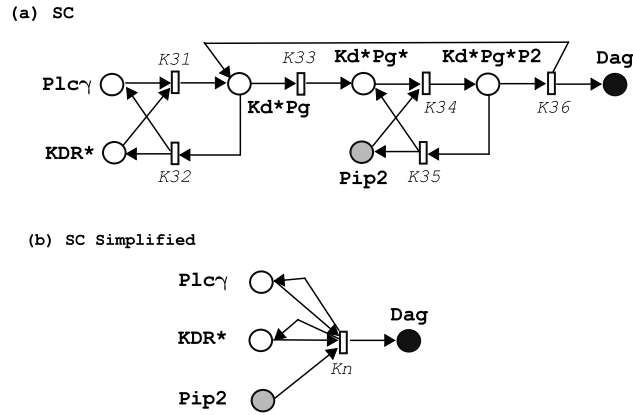 (a) SC
K31 K33 Kd*Pg* Kd*Pg*P2 Dag
Plcγ
Kd*Pg K34 K36
KDR*
K32 Pip2 K35
(b) SC Simplified
Plcγ
Dag
KDR*
Kn
Pip2